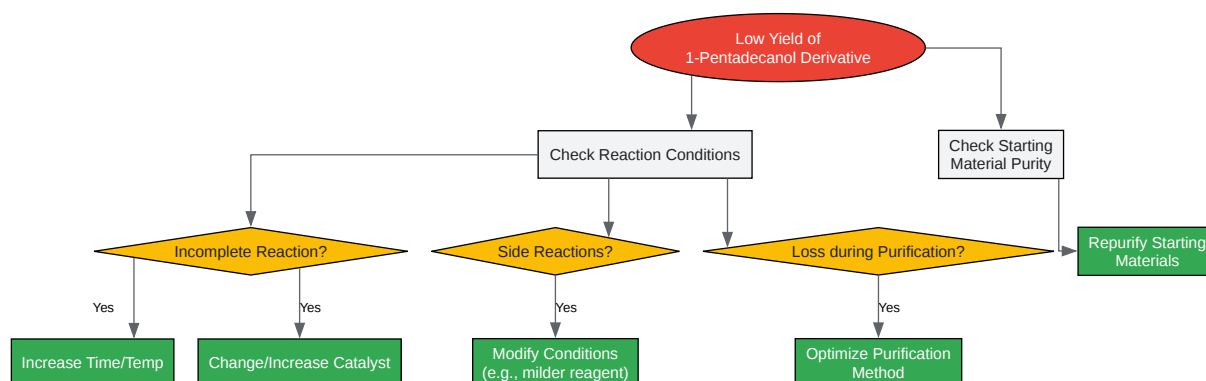 Low Yield of
1-Pentadecanol Derivative
Check Reaction Conditions
Check Starting
Material Purity
Incomplete Reaction?
Side Reactions?
Loss during Purification?
Repurify Starting
Materials
Yes
Yes
Yes
Yes
Increase Time/Temp
Change/Increase Catalyst
Modify Conditions
(e.g., milder reagent)
Optimize Purification
Method